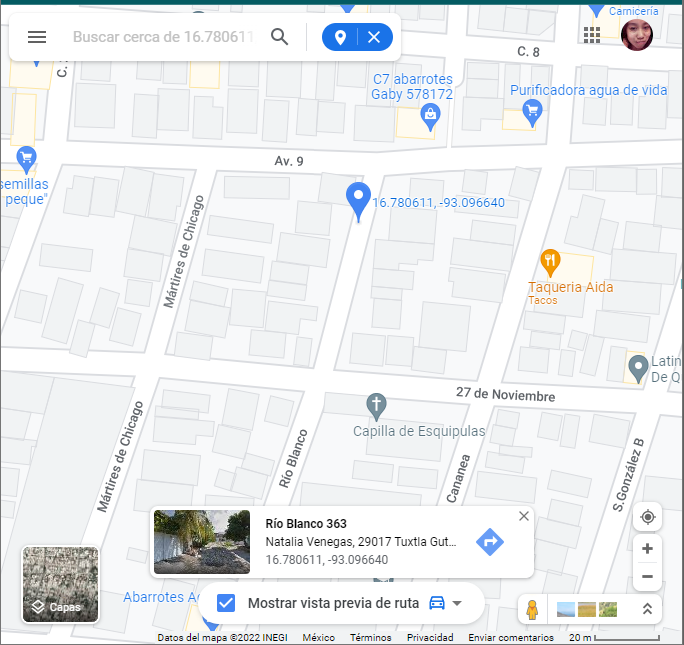 Carnicería
Buscar cerca de 16.780611
C. 8
C.
C7 abarrotes
Gaby 578172
Purificadora agua de vida
Av. 9
semillas
peque"
16.780611, -93.096640
Mártires de Chicago
Taqueria Aida
Tacos
Latin
De Q
27 de Noviembre
Capilla de Esquipulas
Mártires de Chicago
Río Blanco
Cananea
S.González B
Río Blanco 363
Natalia Venegas, 29017 Tuxtla Gut...
16.780611, -93.096640
Capas
Abarrotes A
Mostrar vista previa de ruta
Datos del mapa ©2022 INEGI México Términos Privacidad Enviar comentarios 20 m